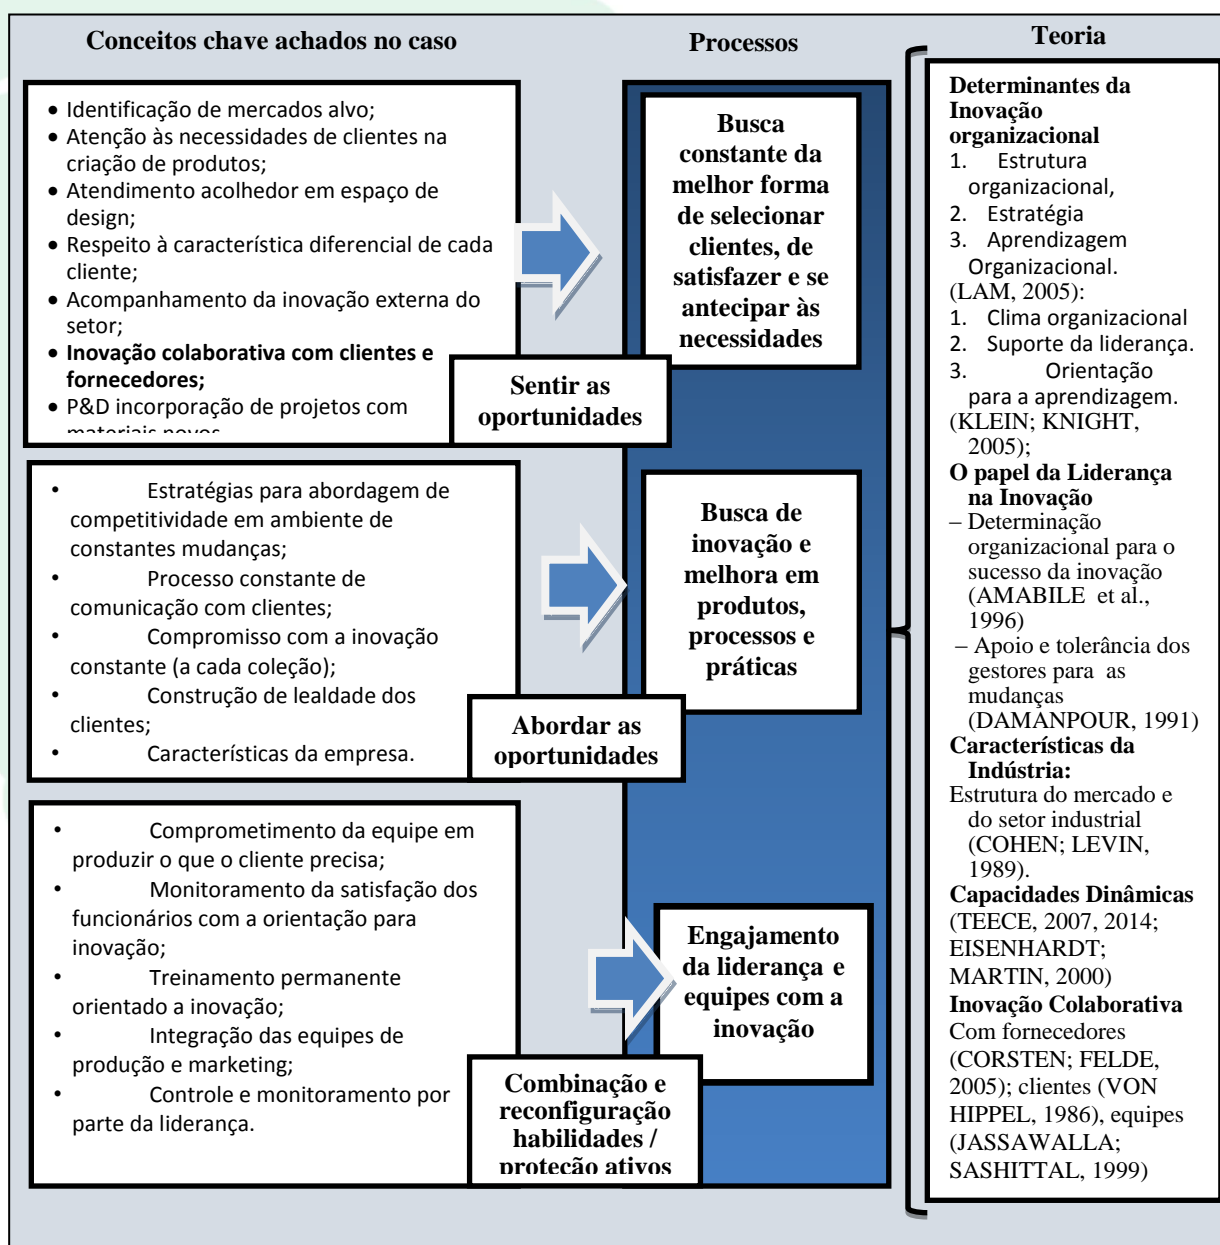 Conceitos chave achados no caso
Processos
Teoria
• Identificação de mercados alvo;
• Atenção às necessidades de clientes na
criação de produtos;
• Atendimento acolhedor em espaço de
design;
• Respeito à característica diferencial de cada
cliente;
• Acompanhamento da inovação externa do
setor;
• Inovação colaborativa com clientes e
fornecedores;
• P&D incorporação de projetos com
materiais novos
Sentir as
oportunidades
Busca
constante da
melhor forma
de selecionar
clientes, de
satisfazer e se
antecipar às
necessidades
• Estratégias para abordagem de
competitividade em ambiente de
constantes mudanças;
• Processo constante de
comunicação com clientes;
• Compromisso com a inovação
constante (a cada coleção);
• Construção de lealdade dos
clientes;
• Características da empresa.
Abordar as
oportunidades
Busca de
inovação e
melhora em
produtos,
processos e
práticas
• Comprometimento da equipe em
produzir o que o cliente precisa;
• Monitoramento da satisfação dos
funcionários com a orientação para
inovação;
• Treinamento permanente
orientado a inovação;
• Integração das equipes de
produção e marketing;
• Controle e monitoramento por
parte da liderança.
Combinação e
reconfiguração
habilidades /
proteção ativos
Engajamento
da liderança e
equipes com a
inovação
Determinantes da
Inovação
organizacional
1. Estrutura
organizacional,
2. Estratégia
3. Aprendizagem
Organizacional.
(LAM, 2005):
1. Clima organizacional
2. Suporte da liderança.
3. Orientação
para a aprendizagem.
(KLEIN; KNIGHT,
2005);
O papel da Liderança
na Inovação
– Determinação
organizacional para o
sucesso da inovação
(AMABILE et al.,
1996)
– Apoio e tolerância dos
gestores para as
mudanças
(DAMANPOUR, 1991)
Características da
Indústria:
Estrutura do mercado e
do setor industrial
(COHEN; LEVIN,
1989).
Capacidades Dinâmicas
(TEECE, 2007, 2014;
EISENHARDT;
MARTIN, 2000)
Inovação Colaborativa
Com fornecedores
(CORSTEN; FELDE,
2005); clientes (VON
HIPPEL, 1986), equipes
(JASSAWALLA;
SASHITTAL, 1999)